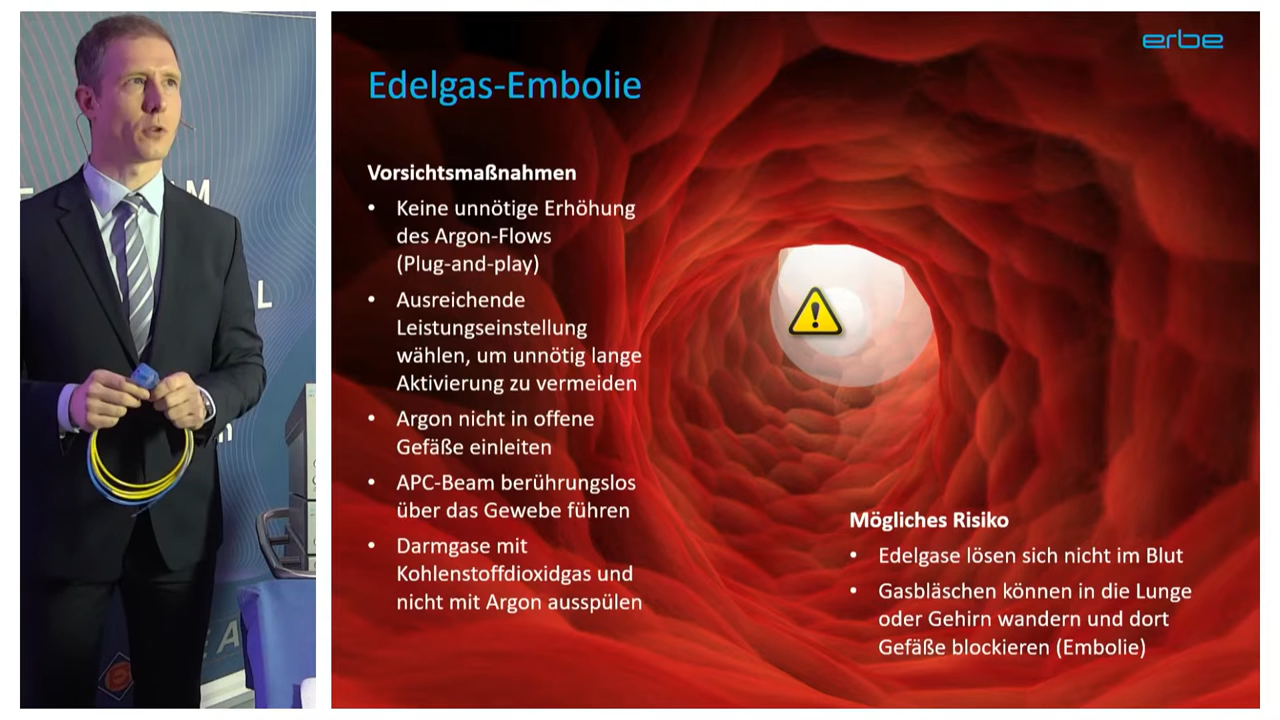 erbe
Edelgas-Embolie
Vorsichtsmaßnahmen
• Keine unnötige Erhöhung
des Argon-Flows
(Plug-and-play)
• Ausreichende
Leistungseinstellung
wählen, um unnötig lange
Aktivierung zu vermeiden
• Argon nicht in offene
Gefäße einleiten
• APC-Beam berührungslos
über das Gewebe führen
• Darmgase mit
Kohlenstoffdioxidgas und
nicht mit Argon ausspülen
Mögliches Risiko
• Edelgase lösen sich nicht im Blut
• Gasbläschen können in die Lunge
oder Gehirn wandern und dort
Gefäße blockieren (Embolie)